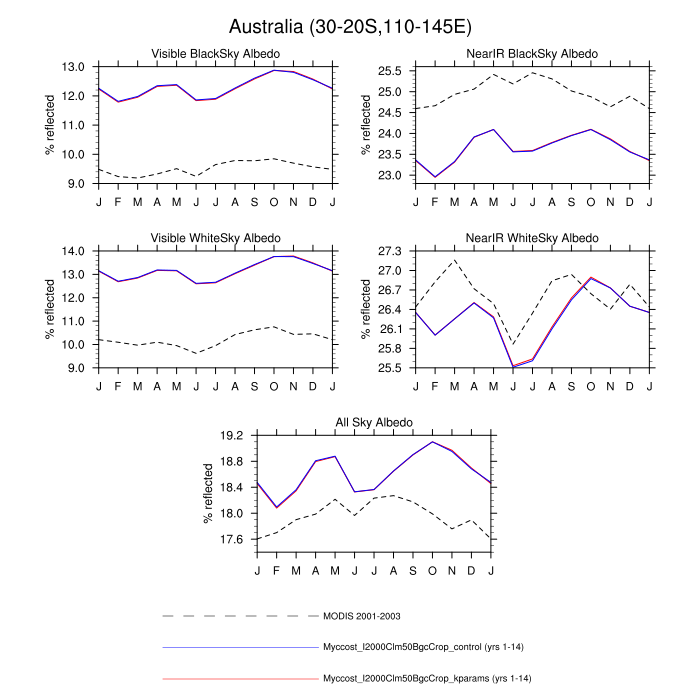 Australia (30-20S,110-145E)
Visible BlackSky Albedo
% reflected
13.0
12.0
11.0
10.0
9.0
J F M A M J J A S O N D J
NearIR BlackSky Albedo
% reflected
25.5
25.0
24.5
24.0
23.5
23.0
J F M A M J J A S O N D J
Visible WhiteSky Albedo
% reflected
14.0
13.0
12.0
11.0
10.0
9.0
J F M A M J J A S O N D J
NearIR WhiteSky Albedo
% reflected
27.3
27.0
26.7
26.4
26.1
25.8
25.5
J F M A M J J A S O N D J
All Sky Albedo
% reflected
19.2
18.8
18.4
18.0
17.6
J F M A M J J A S O N D J
MODIS 2001-2003
Myccost_I2000Clm50BgcCrop_control (yrs 1-14)
Myccost_I2000Clm50BgcCrop_kparams (yrs 1-14)